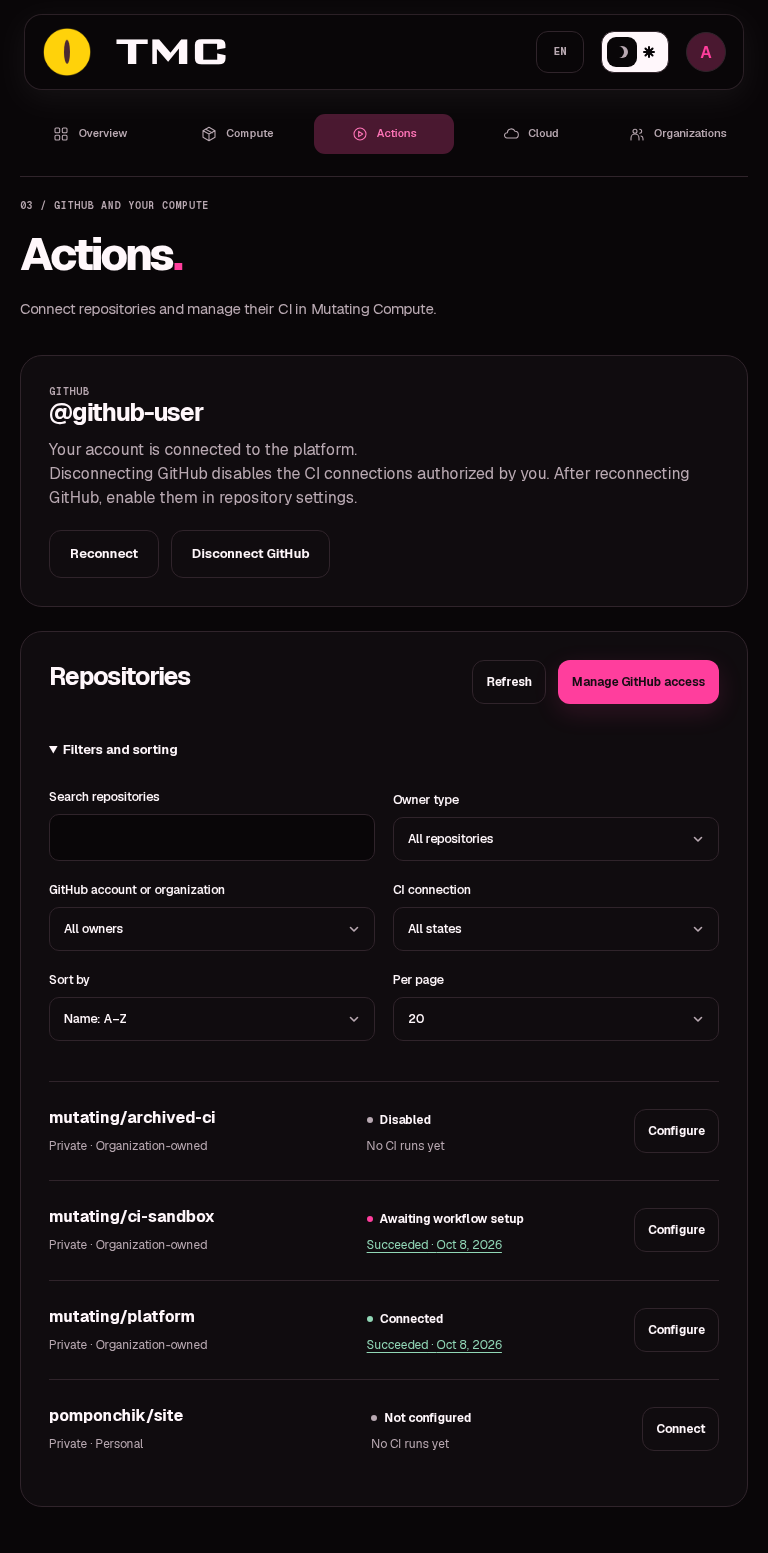 TMC
EN
A
Overview
Compute
Actions
Cloud
Organizations
03 / GITHUB AND YOUR COMPUTE
Actions.
Connect repositories and manage their CI in Mutating Compute.
GITHUB
@github-user
Your account is connected to the platform.
Disconnecting GitHub disables the CI connections authorized by you. After reconnecting
GitHub, enable them in repository settings.
Reconnect
Disconnect GitHub
Repositories
Refresh
Manage GitHub access
▼ Filters and sorting
Search repositories
Owner type
All repositories
GitHub account or organization
CI connection
All owners
All states
Sort by
Per page
Name: A–Z
20
mutating/archived-ci
Private · Organization-owned
Disabled
No CI runs yet
Configure
mutating/ci-sandbox
Private · Organization-owned
Awaiting workflow setup
Succeeded · Oct 8, 2026
Configure
mutating/platform
Private · Organization-owned
Connected
Succeeded · Oct 8, 2026
Configure
pomponchik/site
Private · Personal
Not configured
No CI runs yet
Connect